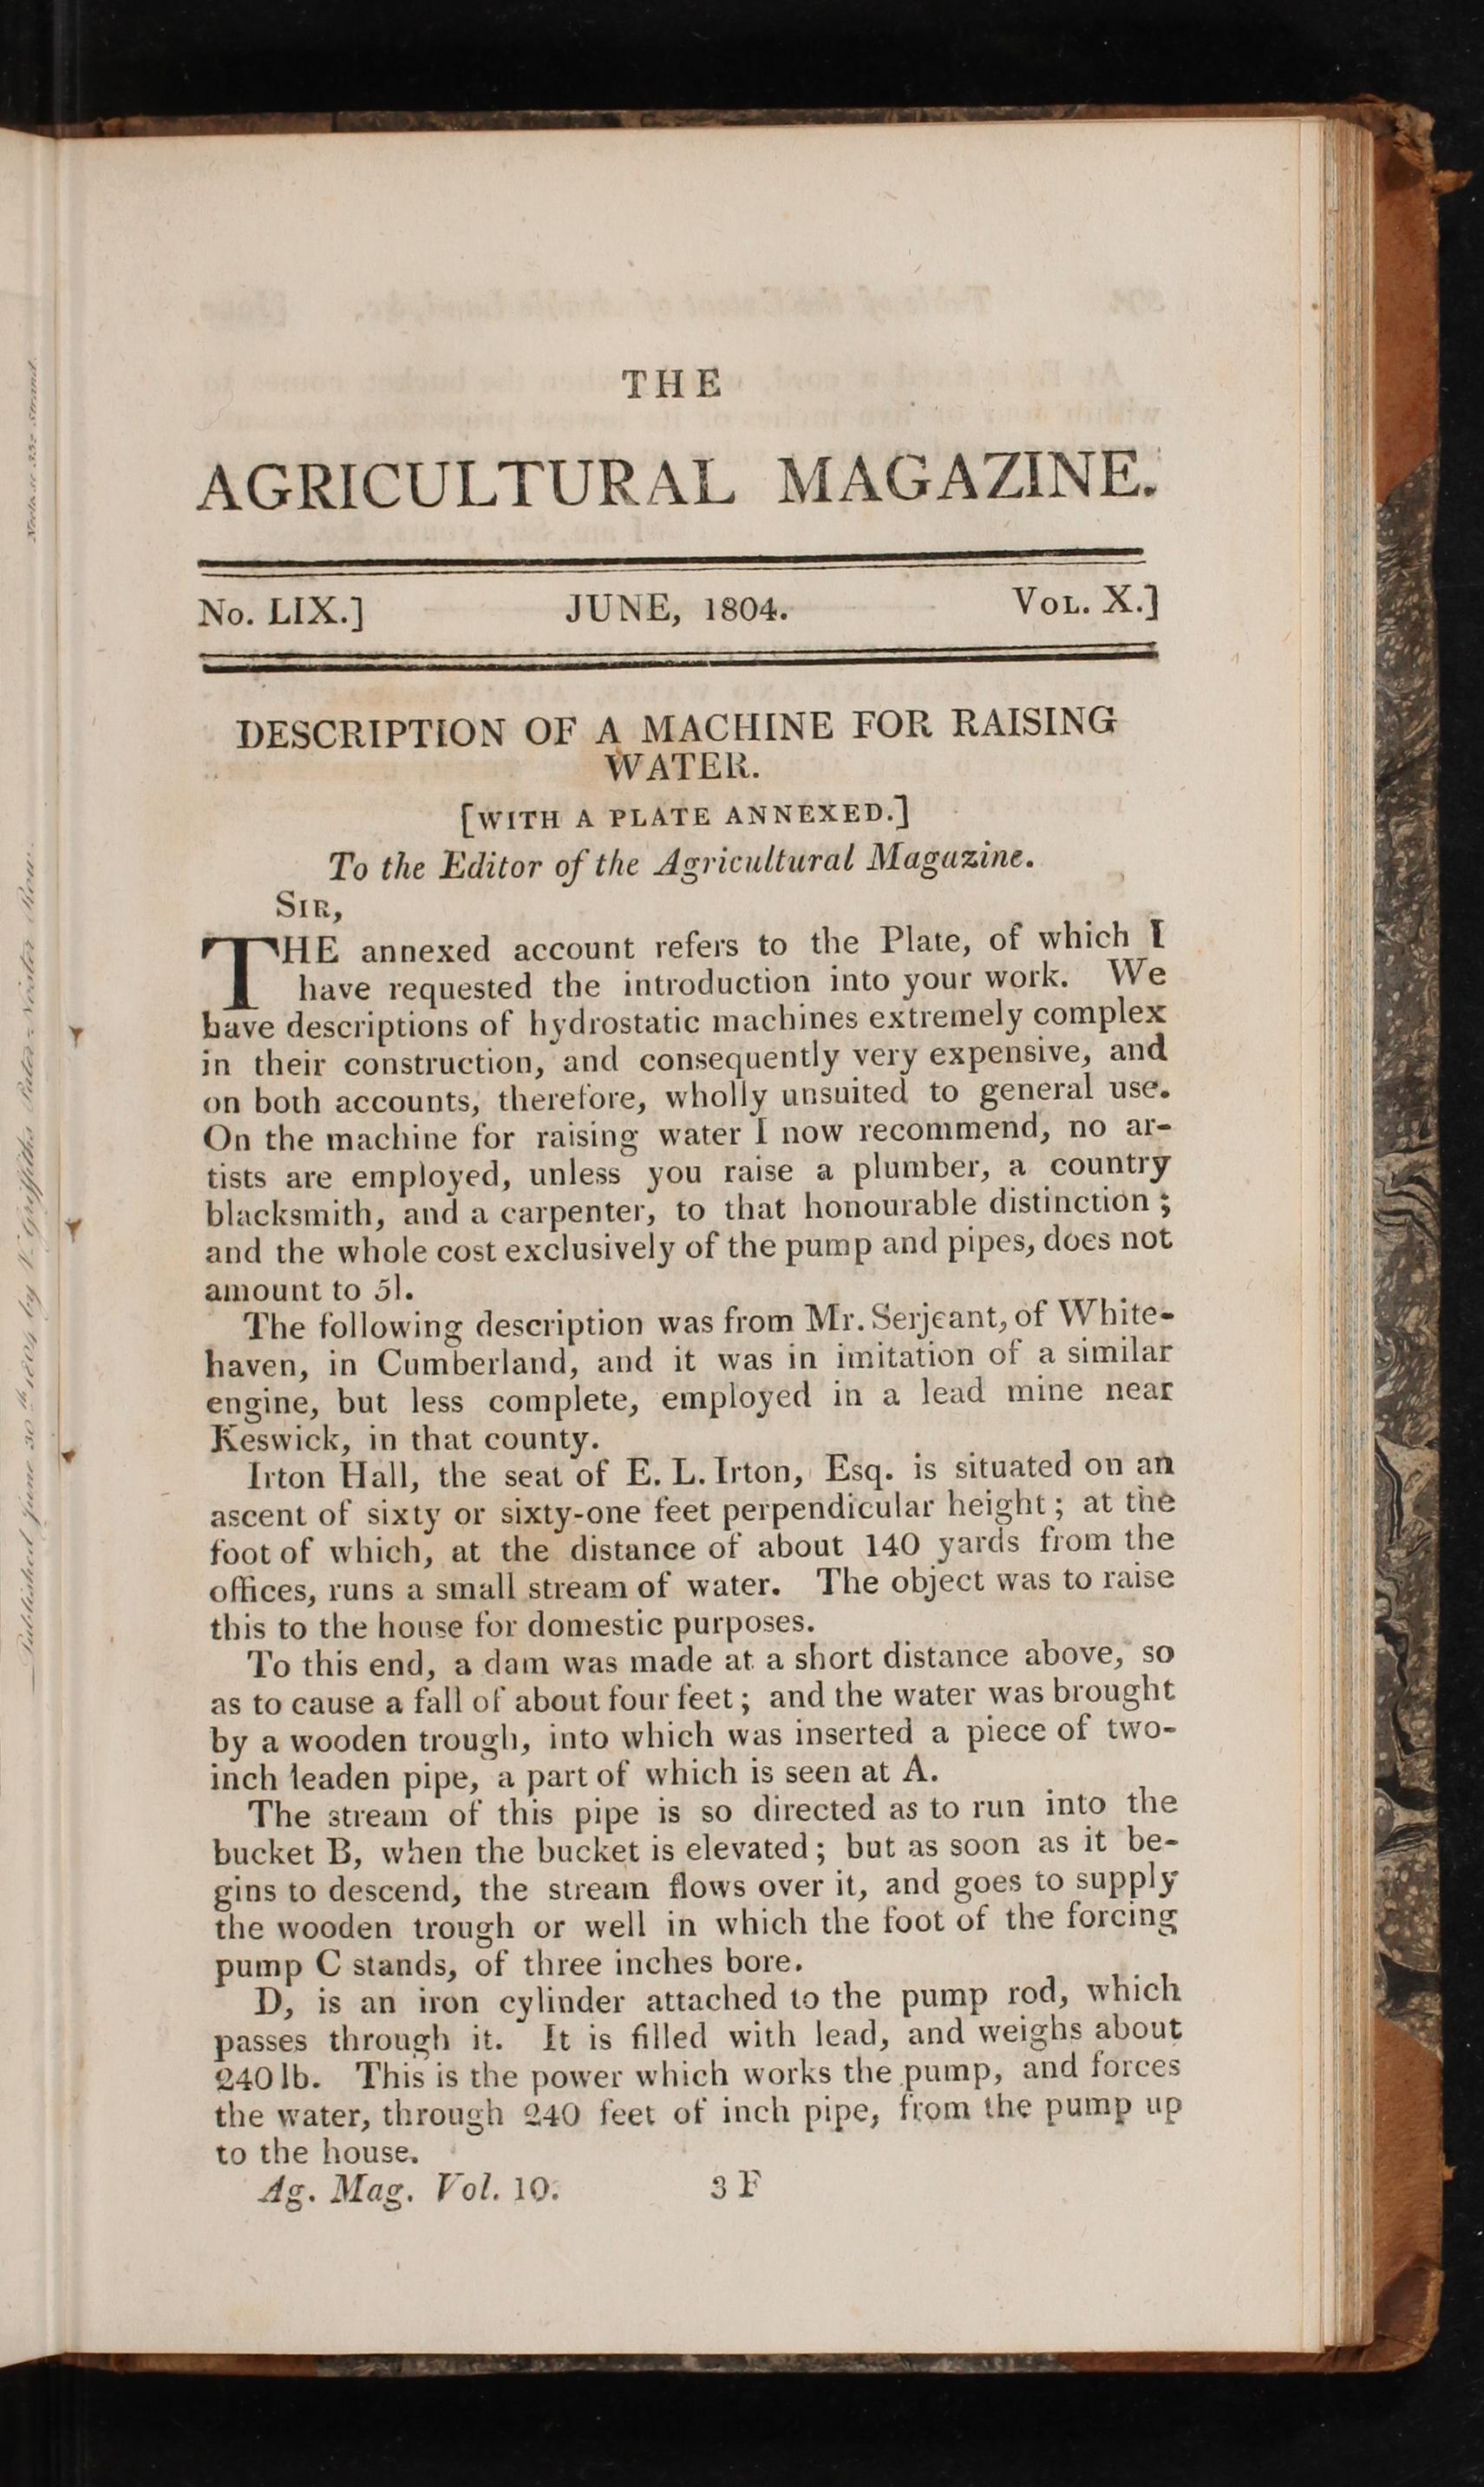 THE
AGRICULTURAL MAGAZINE.
No. LIX.] JUNE, 1804. VOL. X.]
DESCRIPTION OF A MACHINE FOR RAISING
WATER.
[WITH A PLATE ANNEXED.]
To the Editor of the Agricultural Magazine.
SIR,
THE annexed account refers to the Plate, of which I
have requested the introduction into your work. We
have descriptions of hydrostatic machines extremely complex
in their construction, and consequently very expensive, and
on both accounts, therefore, wholly unsuited to general use.
On the machine for raising water I now recommend, no ar-
tists are employed, unless you raise a plumber, a country
blacksmith, and a carpenter, to that honourable distinction;
and the whole cost exclusively of the pump and pipes, does not
amount to 5l.
The following description was from Mr. Serjeant, of White-
haven, in Cumberland, and it was in imitation of a similar
engine, but less complete, employed in a lead mine near
Keswick, in that county.
Irton Hall, the seat of E. L. Irton, Esq. is situated on an
ascent of sixty or sixty-one feet perpendicular height; at the
foot of which, at the distance of about 140 yards from the
offices, runs a small stream of water. The object was to raise
this to the house for domestic purposes.
To this end, a dam was made at a short distance above, so
as to cause a fall of about four feet; and the water was brought
by a wooden trough, into which was inserted a piece of two-
inch leaden pipe, a part of which is seen at A.
The stream of this pipe is so directed as to run into the
bucket B, when the bucket is elevated; but as soon as it be-
gins to descend, the stream flows over it, and goes to supply
the wooden trough or well in which the foot of the forcing
pump C stands, of three inches bore.
D, is an iron cylinder attached to the pump rod, which
passes through it. It is filled with lead, and weighs about
240lb. This is the power which works the pump, and forces
the water, through 240 feet of inch pipe, from the pump up
to the house.
Ag. Mag. Vol. 10. 3 F
Published June 30th 1804 by W. Griffiths Pater-Noster Row.
352 Strand.